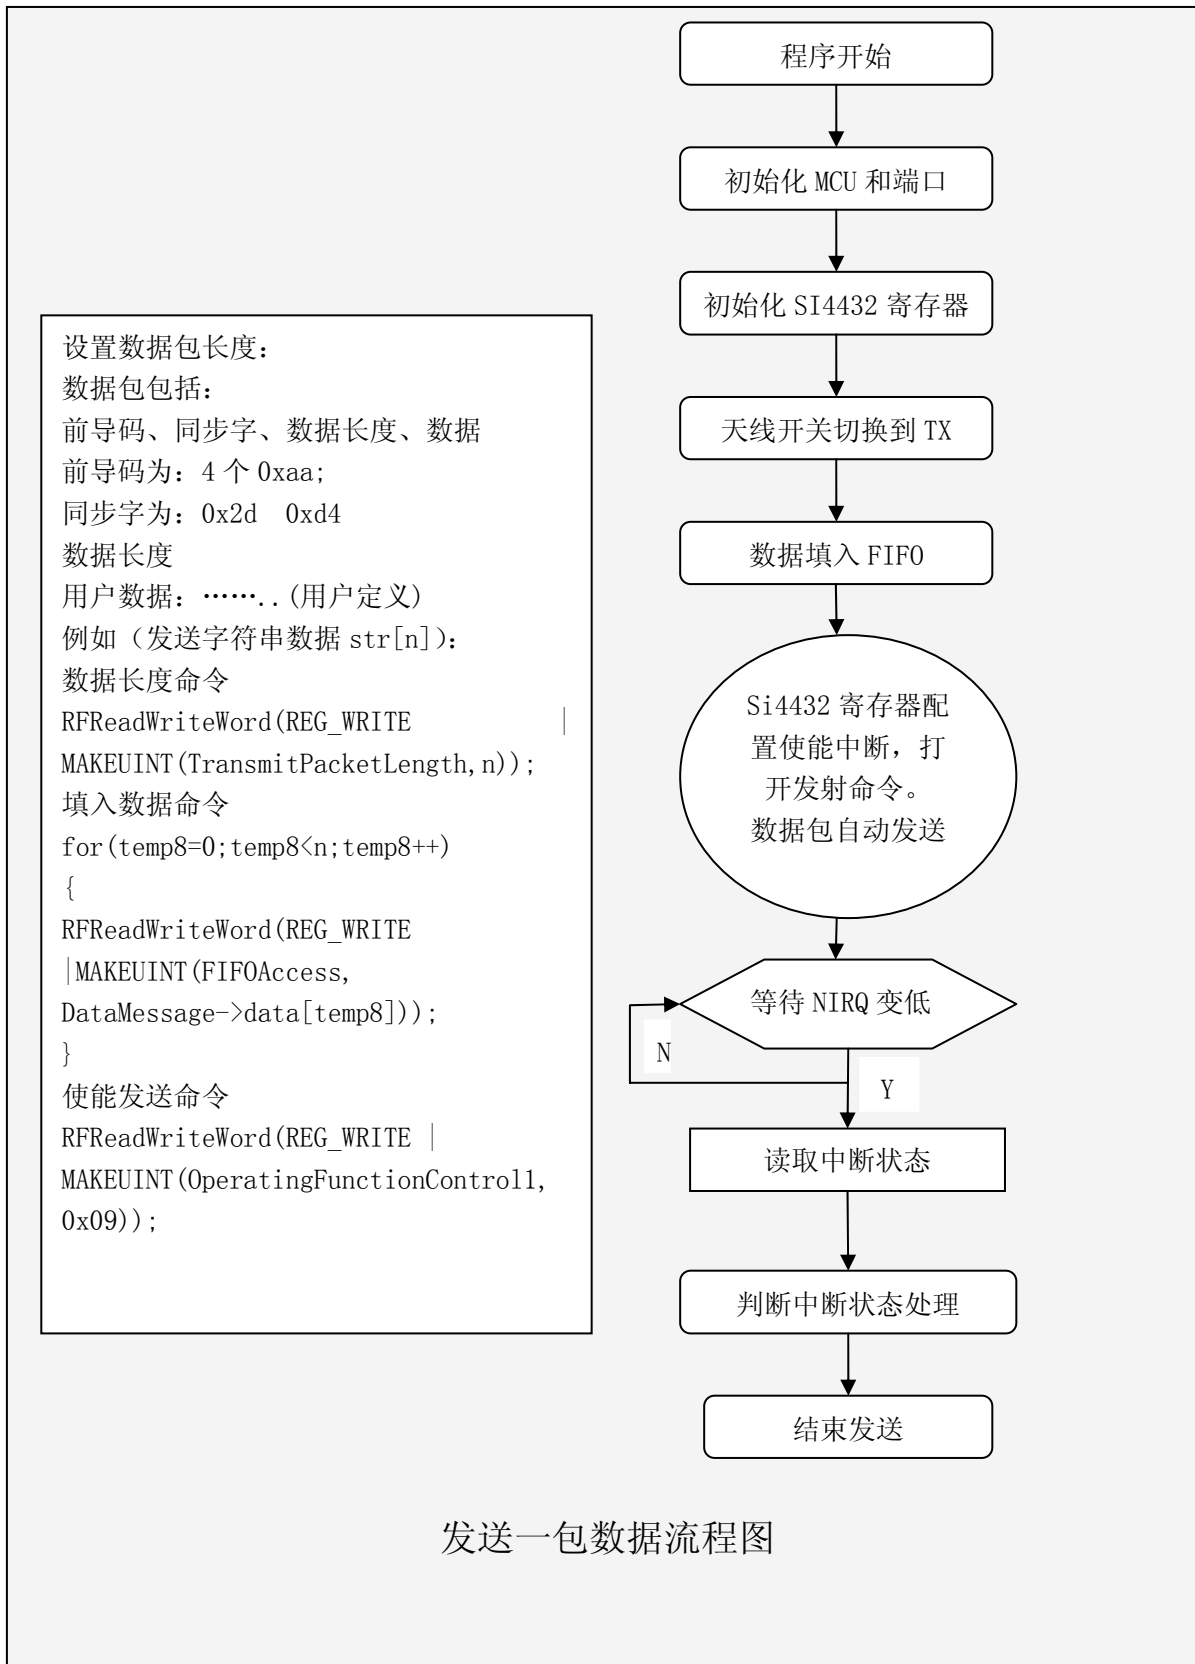 程序开始
初始化 MCU 和端口
初始化 SI4432 寄存器
天线开关切换到 TX
数据填入 FIFO
Si4432 寄存器配
置使能中断，打
开发射命令。
数据包自动发送
等待 NIRQ 变低
N
Y
读取中断状态
判断中断状态处理
结束发送
设置数据包长度：
数据包包括：
前导码、同步字、数据长度、数据
前导码为：4 个 0xaa;
同步字为：0x2d  0xd4
数据长度
用户数据：……..(用户定义)
例如（发送字符串数据 str[n]）：
数据长度命令
RFReadWriteWord(REG_WRITE |
MAKEUINT(TransmitPacketLength,n));
填入数据命令
for(temp8=0;temp8<n;temp8++)
{
RFReadWriteWord(REG_WRITE
|MAKEUINT(FIFOAccess,
DataMessage->data[temp8]));
}
使能发送命令
RFReadWriteWord(REG_WRITE |
MAKEUINT(OperatingFunctionControl1,
0x09));
发送一包数据流程图